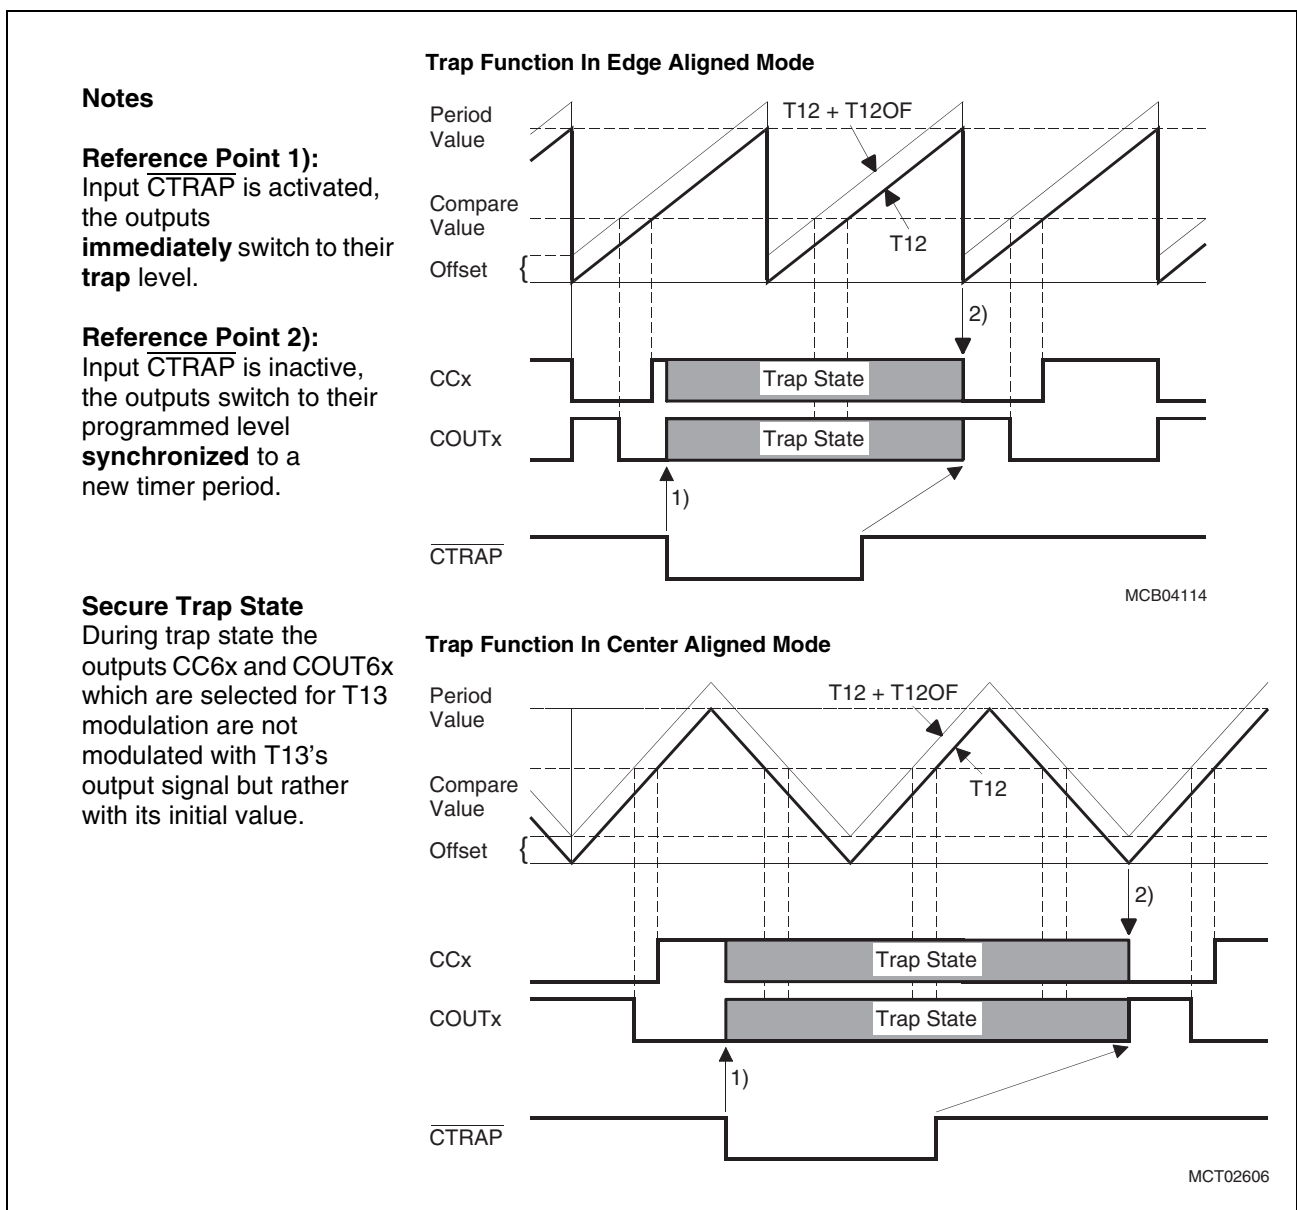 Notes
Reference Point 1):
Input CTRAP is activated,
the outputs
immediately switch to their
trap level.
Reference Point 2):
Input CTRAP is inactive,
the outputs switch to their
programmed level
synchronized to a
new timer period.
Secure Trap State
During trap state the
outputs CC6x and COUT6x
which are selected for T13
modulation are not
modulated with T13's
output signal but rather
with its initial value.
Trap Function In Edge Aligned Mode
Period
Value
T12 + T12OF
Compare
Value
T12
Offset {
2)
CCx
Trap State
COUTx
Trap State
1)
CTRAP
MCB04114
Trap Function In Center Aligned Mode
Period
Value
T12 + T12OF
Compare
Value
T12
Offset {
2)
CCx
Trap State
COUTx
Trap State
1)
CTRAP
MCT02606